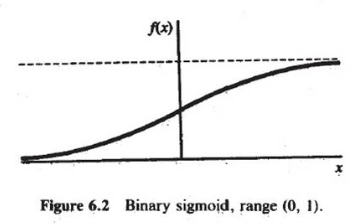 f(x)
x
Figure 6.2 Binary sigmoid, range (0, 1).